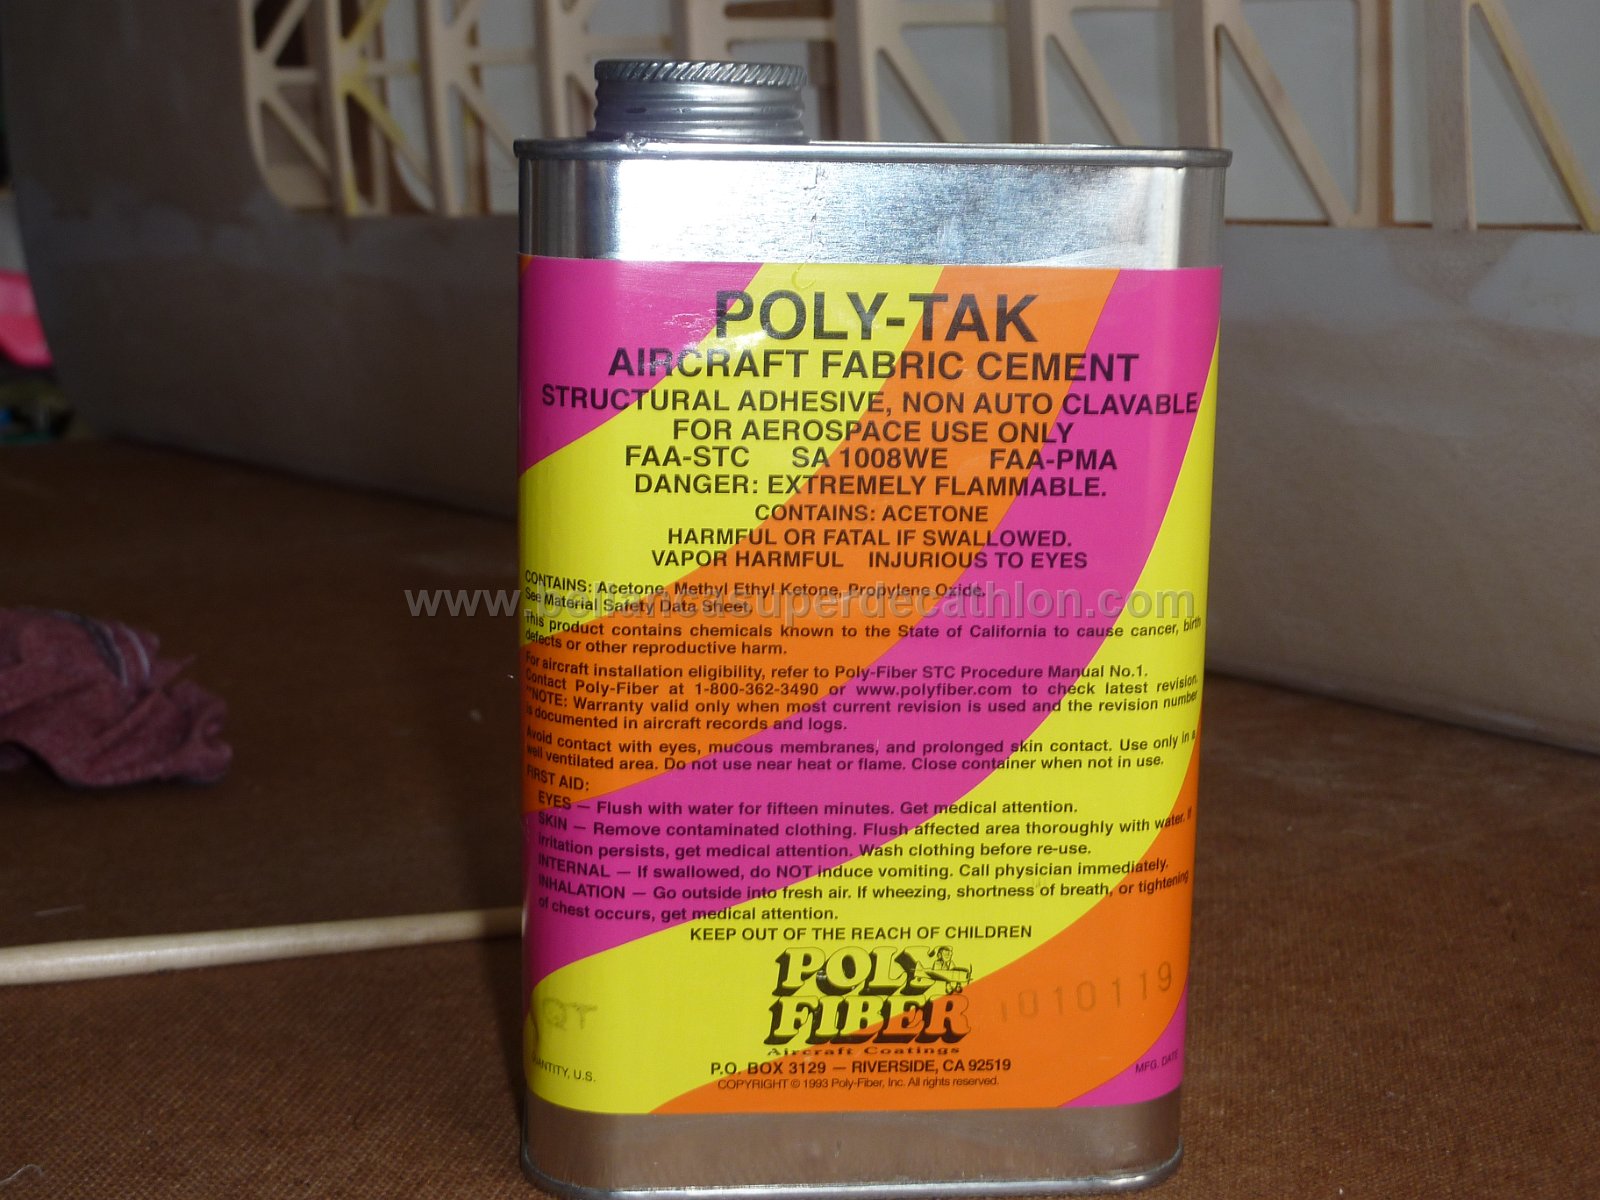 POLY-TAK
AIRCRAFT FABRIC CEMENT
STRUCTURAL ADHESIVE, NON AUTO CLAVABLE
FOR AEROSPACE USE ONLY
FAA-STC SA 1008WE FAA-PMA
DANGER: EXTREMELY FLAMMABLE.
CONTAINS: ACETONE
HARMFUL OR FATAL IF SWALLOWED.
VAPOR HARMFUL INJURIOUS TO EYES
CONTAINS: Acetone, Methyl Ethyl Ketone, Propylene Oxide.
See Material Safety Data Sheet.
www.bellancasuperdecathlon.com
This product contains chemicals known to the State of California to cause cancer, birth
defects or other reproductive harm.
For aircraft installation eligibility, refer to Poly-Fiber STC Procedure Manual No.1.
Contact Poly-Fiber at 1-800-362-3490 or www.polyfiber.com to check latest revision.
"NOTE: Warranty valid only when most current revision is used and the revision number
is documented in aircraft records and logs.
Avoid contact with eyes, mucous membranes, and prolonged skin contact. Use only in a
well ventilated area. Do not use near heat or flame. Close container when not in use.
FIRST AID:
EYES — Flush with water for fifteen minutes. Get medical attention.
SKIN — Remove contaminated clothing. Flush affected area thoroughly with water. If
irritation persists, get medical attention. Wash clothing before re-use.
INTERNAL — If swallowed, do NOT induce vomiting. Call physician immediately.
INHALATION — Go outside into fresh air. If wheezing, shortness of breath, or tightening
of chest occurs, get medical attention.
KEEP OUT OF THE REACH OF CHILDREN
POLY
FIBER
Aircraft Coatings
QT
1010119
QUANTITY, U.S.
MFG. DATE
P.O. BOX 3129 — RIVERSIDE, CA 92519
COPYRIGHT © 1993 Poly-Fiber, Inc. All rights reserved.